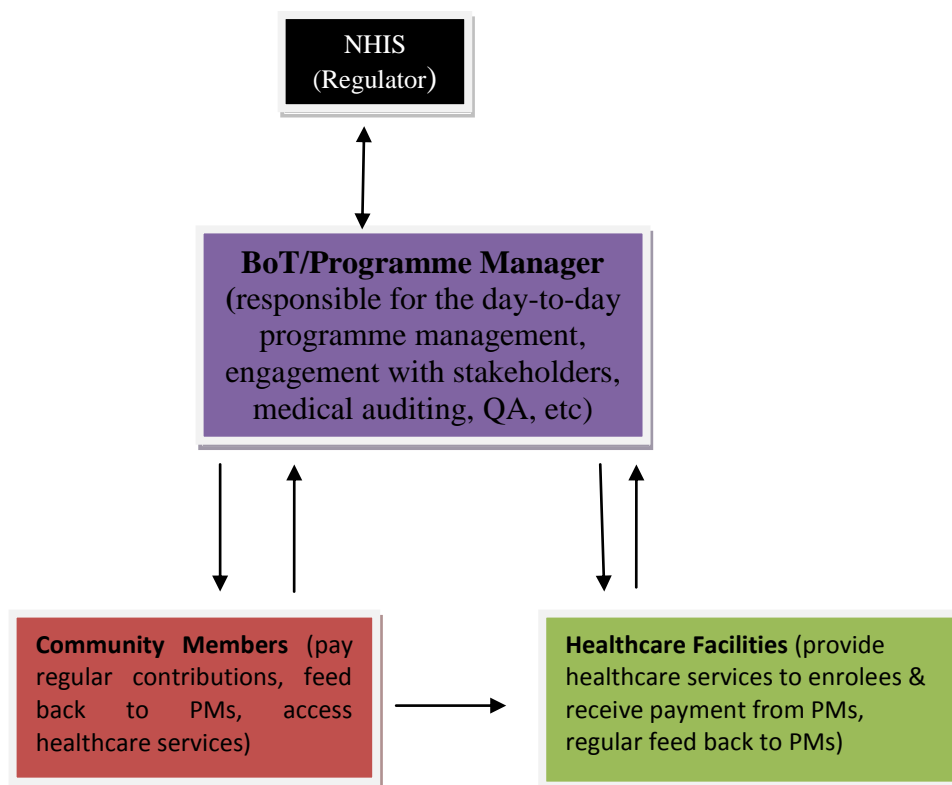 NHIS
(Regulator)
BoT/Programme Manager
(responsible for the day-to-day
programme management,
engagement with stakeholders,
medical auditing, QA, etc)
Community Members (pay
regular contributions, feed
back to PMs, access
healthcare services)
Healthcare Facilities (provide
healthcare services to enrolees &
receive payment from PMs,
regular feed back to PMs)